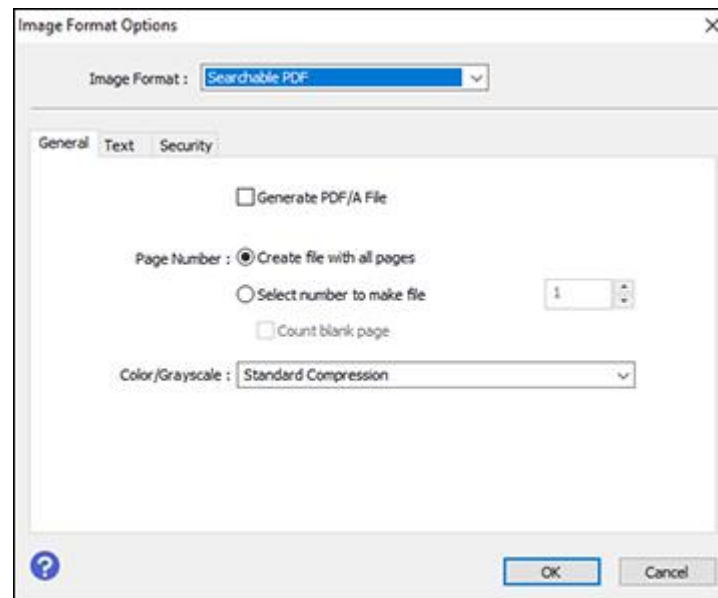 Image Format Options
Image Format : Searchable PDF
General Text Security
Generate PDF/A File
Page Number : Create file with all pages
Select number to make file 1
Count blank page
Color/Grayscale : Standard Compression
? OK Cancel